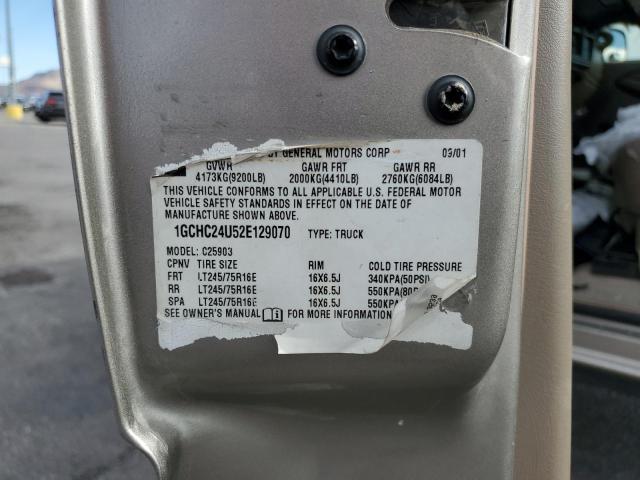 BY GENERAL MOTORS CORP 09/01
GVWR GAWR FRT GAWR RR
4173KG(9200LB) 2000KG(4410LB) 2760KG(6084LB)
THIS VEHICLE CONFORMS TO ALL APPLICABLE U.S. FEDERAL MOTOR
VEHICLE SAFETY STANDARDS IN EFFECT ON THE DATE OF
MANUFACTURE SHOWN ABOVE.
1GCHC24U52E129070 TYPE: TRUCK
MODEL: C25903
CPNV TIRE SIZE RIM COLD TIRE PRESSURE
FRT LT245/75R16E 16X6.5J 340KPA(50PSI)
RR LT245/75R16E 16X6.5J 550KPA(80P
SPA LT245/75R16E 16X6.5J 550KPA
SEE OWNER'S MANUAL FOR MORE INFORMATION